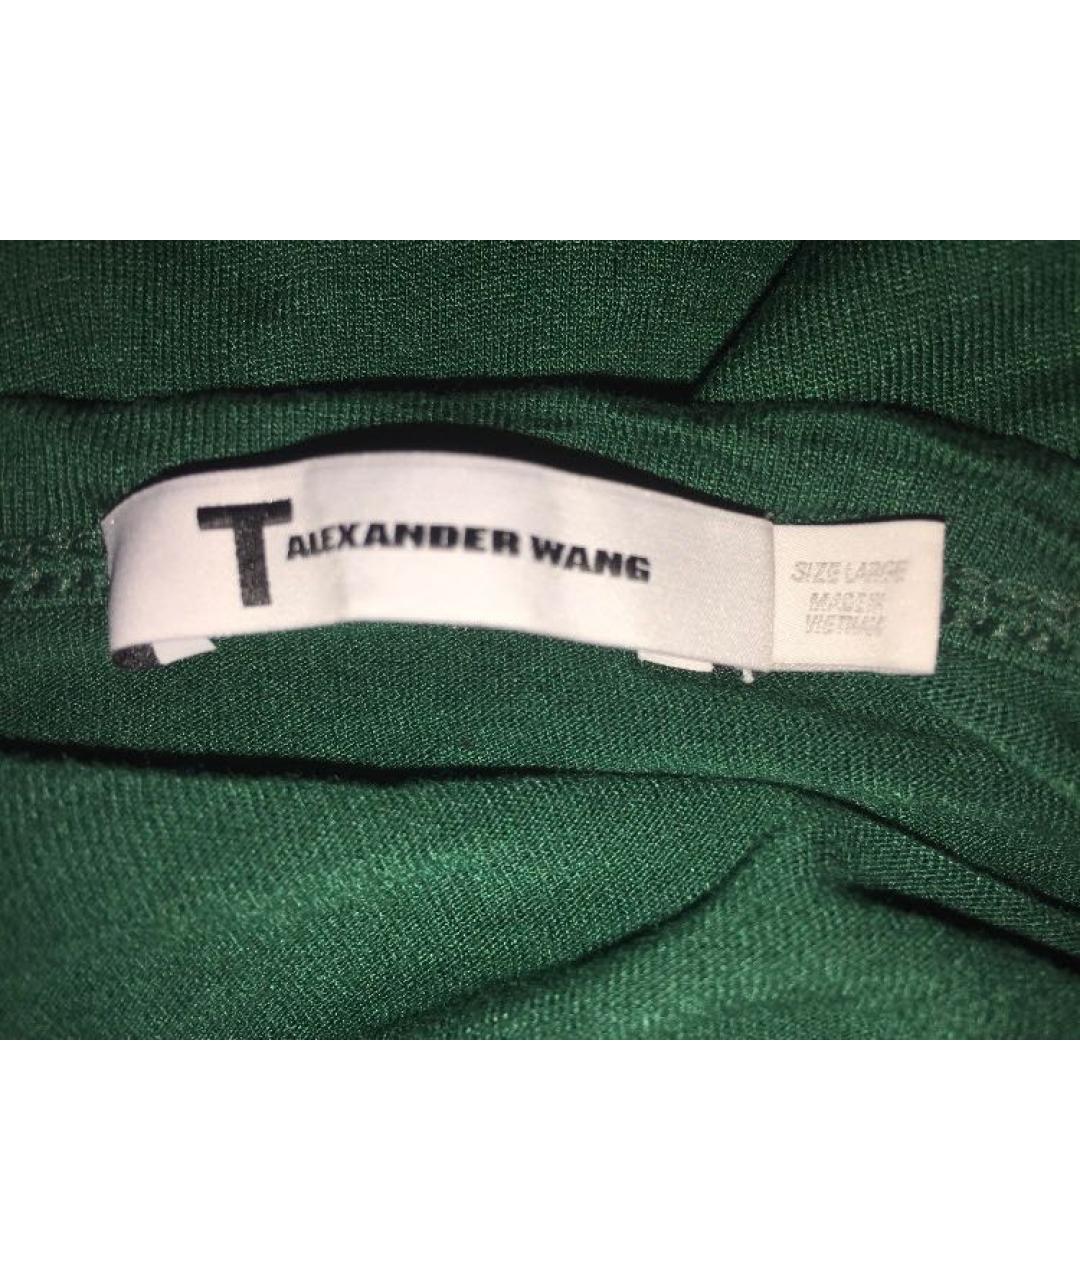 T ALEXANDER WANG
SIZE LARGE
MADE IN
VIETNAM